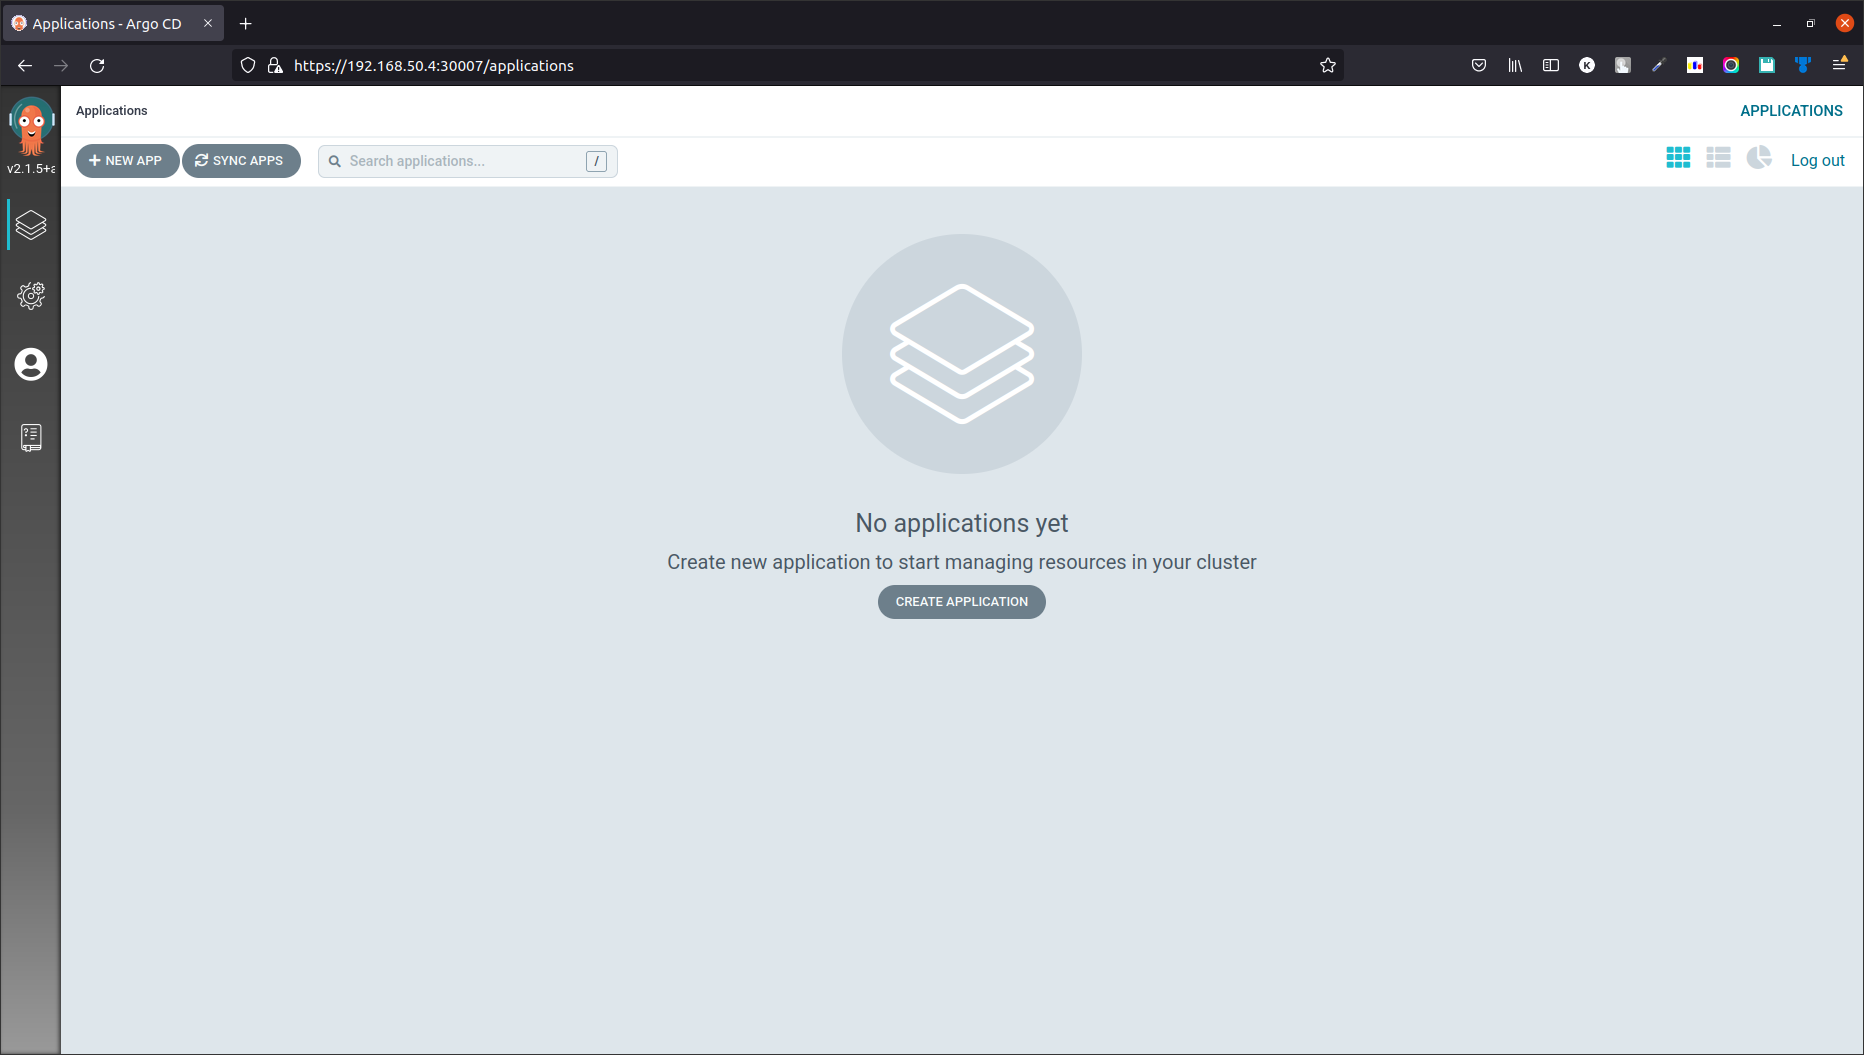 Applications - Argo CD
https://192.168.50.4:30007/applications
K
v2.1.5+a
Applications
APPLICATIONS
NEW APP
SYNC APPS
Search applications...
/
Log out
No applications yet
Create new application to start managing resources in your cluster
CREATE APPLICATION